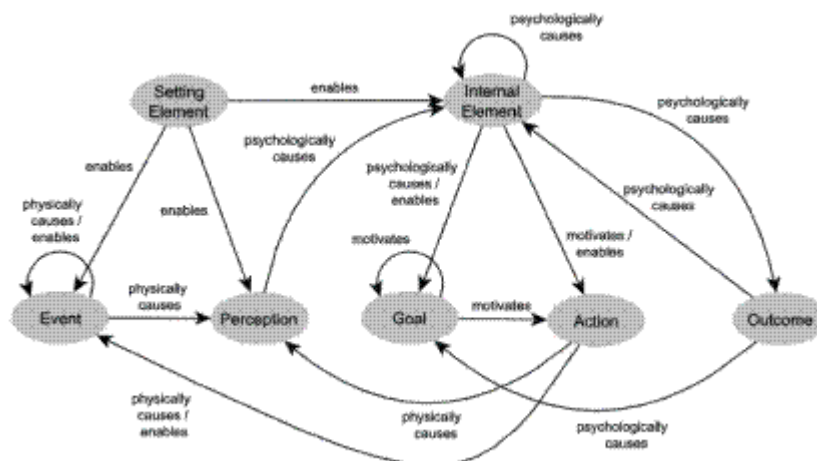 psychologically
causes
Setting
Element
enables
Internal
Element
psychologically
causes
enables
psychologically
causes
psychologically
causes /
enables
psychologically
causes
physically
causes /
enables
enables
motivates
motivates /
enables
Event
physically
causes
Perception
Goal
motivates
Action
Outcome
physically
causes /
enables
physically
causes
psychologically
causes